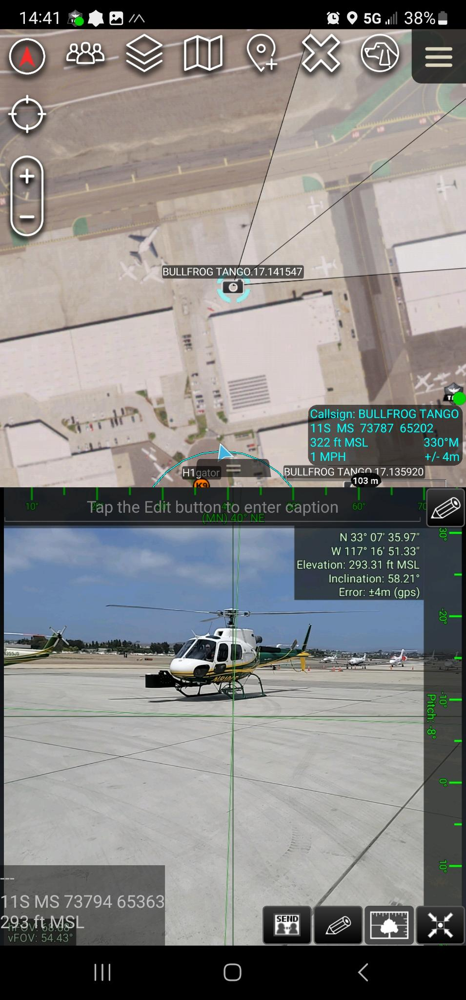 14:41
5G 38%
BULLFROG TANGO.17.141547
Callsign: BULLFROG TANGO
11S MS 73787 65202
322 ft MSL 330°M
1 MPH +/- 4m
H1gator
K9
BULLFROG TANGO.17.135920
103 m
10° 20° 30° 40° 50° 60° 70
Tap the Edit button to enter caption
(MN) 40° NE
N 33° 07' 35.97"
W 117° 16' 51.33"
Elevation: 293.31 ft MSL
Inclination: 58.21°
Error: ±4m (gps)
-30°
-20°
-10°
Pitch: -8°
0°
10°
N355JS
---
11S MS 73794 65363
293 ft MSL
hFOV: 68.88°
vFOV: 54.43°
SEND